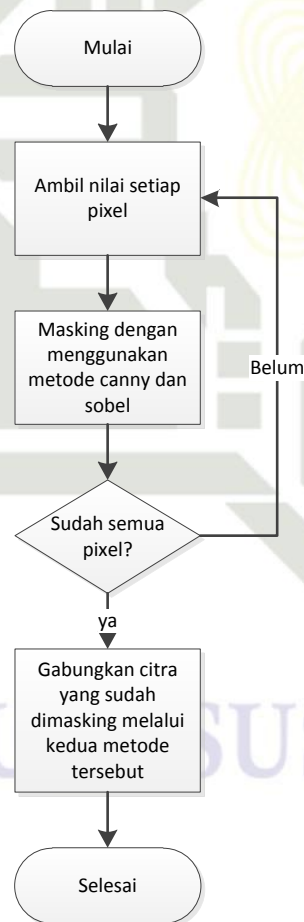 Mulai
Ambil nilai setiap
pixel
Masking dengan
menggunakan
metode canny dan
sobel
Belum
Sudah semua
pixel?
ya
Gabungkan citra
yang sudah
dimasking melalui
kedua metode
tersebut
Selesai